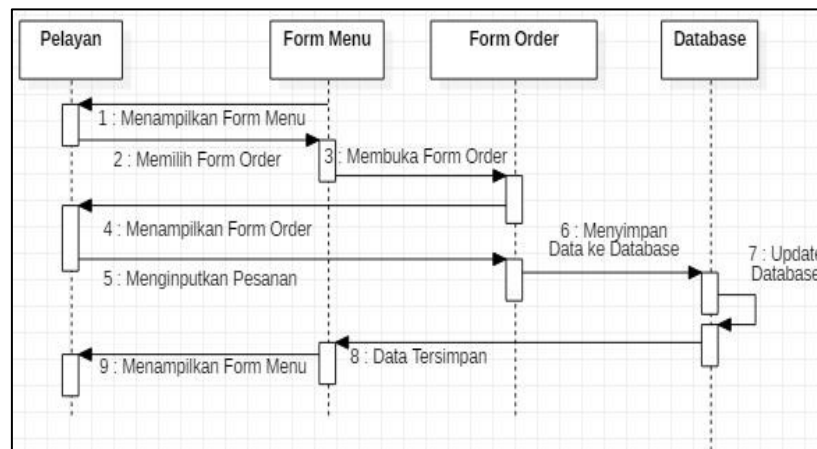 Pelayan
Form Menu
Form Order
Database
1 : Menampilkan Form Menu
2 : Memilih Form Order
3 : Membuka Form Order
4 : Menampilkan Form Order
5 : Menginputkan Pesanan
6 : Menyimpan
Data ke Database
7 : Update
Database
8 : Data Tersimpan
9 : Menampilkan Form Menu